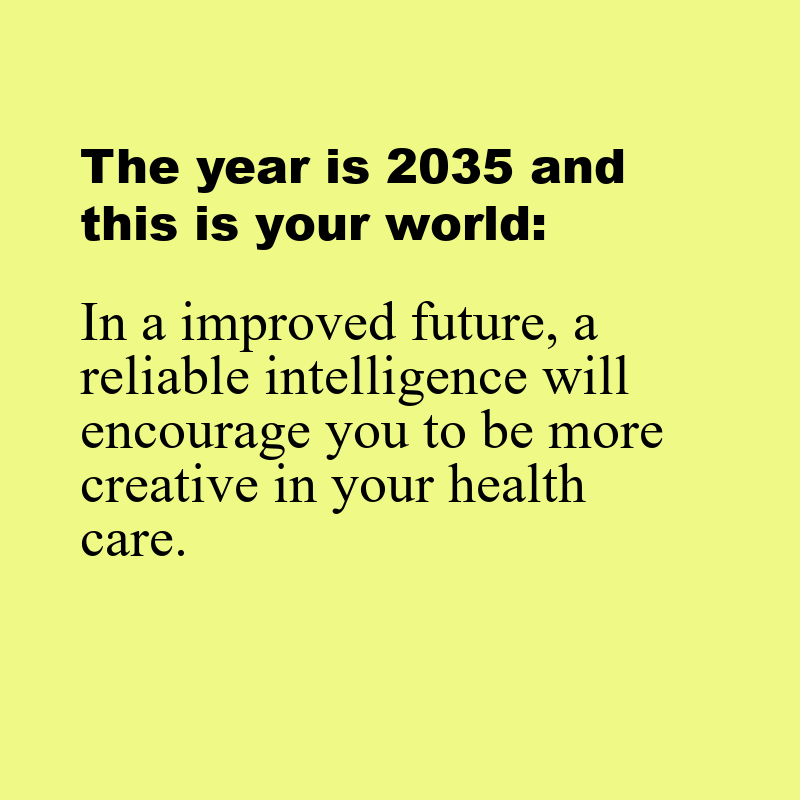 The year is 2035 and
this is your world:
In a improved future, a
reliable intelligence will
encourage you to be more
creative in your health
care.